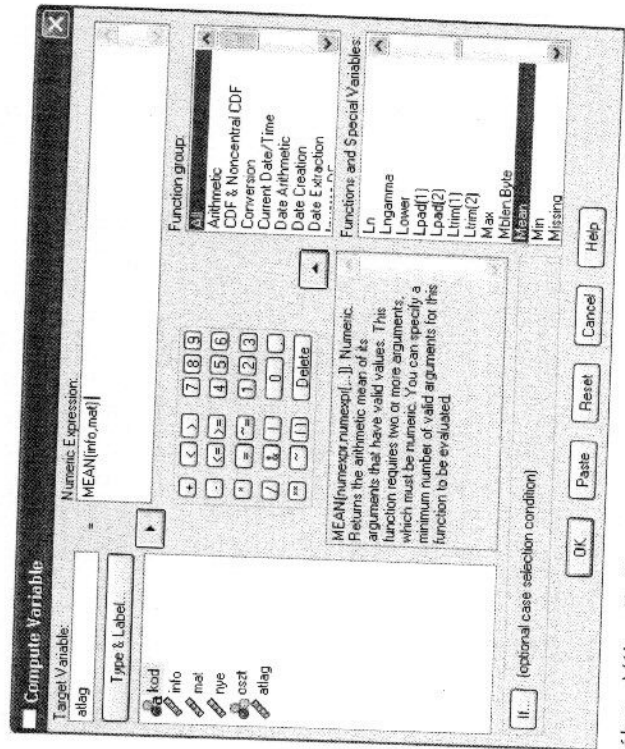 Compute Variable
Target Variable:
atlag
=
Numeric Expression:
MEAN(info,mat)
Type & Label...
kod
info
mat
nye
oszt
atlag
+ < > 7 8 9
- <= >= 4 5 6
* = ~= 1 2 3
/ & | 0 .
** ~ () Delete
Function group:
All
Arithmetic
CDF & Noncentral CDF
Conversion
Current Date/Time
Date Arithmetic
Date Creation
Date Extraction
MEAN(numexpr,numexpr[,...]). Numeric.
Returns the arithmetic mean of its
arguments that have valid values. This
function requires two or more arguments,
which must be numeric. You can specify a
minimum number of valid arguments for this
function to be evaluated.
Functions and Special Variables:
Ln
Lngamma
Lower
Lpad(1)
Lpad(2)
Ltrim(1)
Ltrim(2)
Max
Mblen.Byte
Mean
Min
Missing
If...
(optional case selection condition)
OK
Paste
Reset
Cancel
Help